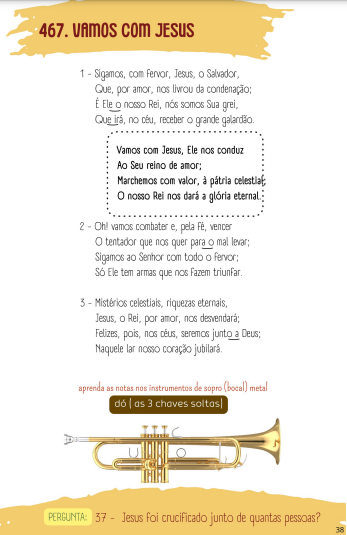 467. VAMOS COM JESUS
1 - Sigamos, com fervor, Jesus, o Salvador,
Que, por amor, nos livrou da condenação;
É Ele o nosso Rei, nós somos Sua grei,
Que irá, no céu, receber o grande galardão.
Vamos com Jesus, Ele nos conduz
Ao Seu reino de amor;
Marchemos com valor, à pátria celestial;
O nosso Rei nos dará a glória eternal.
2 - Oh! vamos combater e, pela fé, vencer
O tentador que nos quer para o mal levar;
Sigamos ao Senhor com todo o fervor;
Só Ele tem armas que nos fazem triunfar.
3 - Mistérios celestiais, riquezas eternais,
Jesus, o Rei, por amor, nos desvendará;
Felizes, pois, nos céus, seremos junto a Deus;
Naquele lar nosso coração jubilará.
aprenda as notas nos instrumentos de sopro (bocal) metal
dó ( as 3 chaves soltas)
PERGUNTA: 37 - Jesus foi crucificado junto de quantas pessoas?
38